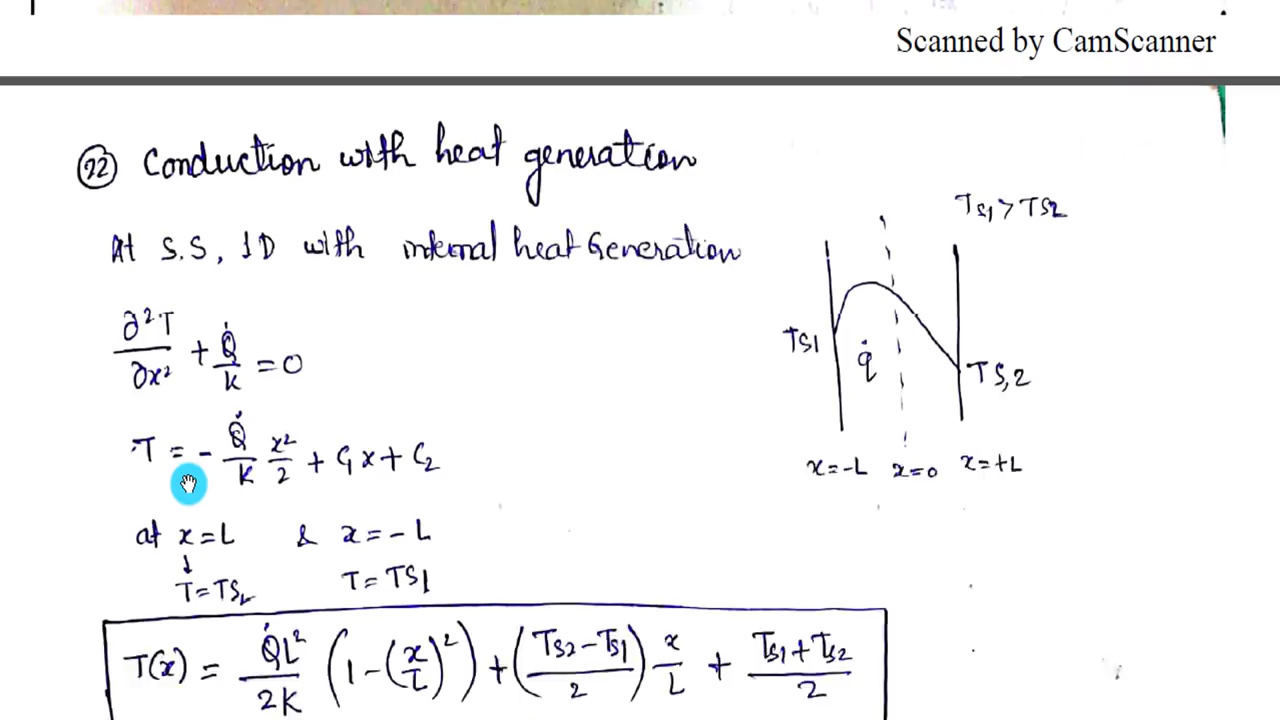 Scanned by CamScanner
(22) Conduction with heat generation
At S.S, 1D with internal heat Generation
∂²T/∂x² + Q̇/k = 0
T = - Q̇/k x²/2 + C₁x + C₂
at x=L & x=-L
↓
T=TS₂ T=TS1
T(x) = Q̇L²/2K (1-(x/L)²) + (Ts2-Ts1/2) x/L + Ts1+Ts2/2
Ts1 > Ts2
Ts1
q̇
Ts,2
x=-L x=0 x=+L